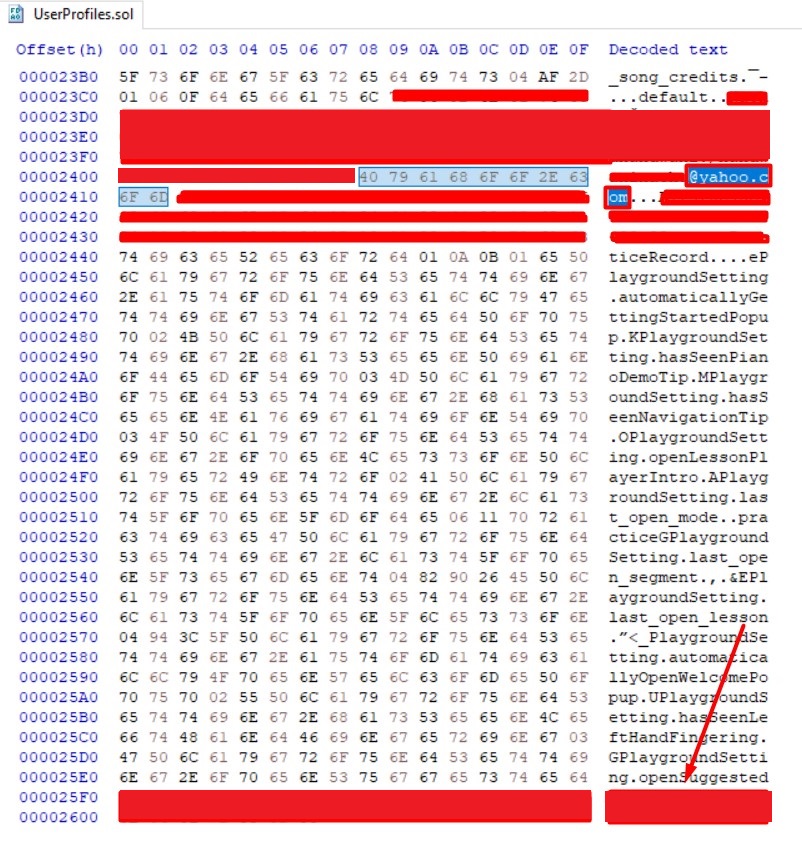 UserProfiles.sol
Offset(h) 00 01 02 03 04 05 06 07 08 09 0A 0B 0C 0D 0E 0F Decoded text
000023B0 5F 73 6F 6E 67 5F 63 72 65 64 69 74 73 04 AF 2D _song_credits.¯-
000023C0 01 06 0F 64 65 66 61 75 6C ...default..
000023D0
000023E0
000023F0
00002400 40 79 61 68 6F 6F 2E 63 @yahoo.c
00002410 6F 6D om...
00002420
00002430
00002440 74 69 63 65 52 65 63 6F 72 64 01 0A 0B 01 65 50 ticeRecord....eP
00002450 6C 61 79 67 72 6F 75 6E 64 53 65 74 74 69 6E 67 laygroundSetting
00002460 2E 61 75 74 6F 6D 61 74 69 63 61 6C 6C 79 47 65 .automaticallyGe
00002470 74 74 69 6E 67 53 74 61 72 74 65 64 50 6F 70 75 ttingStartedPopu
00002480 70 02 4B 50 6C 61 79 67 72 6F 75 6E 64 53 65 74 p.KPlaygroundSet
00002490 74 69 6E 67 2E 68 61 73 53 65 65 6E 50 69 61 6E ting.hasSeenPian
000024A0 6F 44 65 6D 6F 54 69 70 03 4D 50 6C 61 79 67 72 oDemoTip.MPlaygr
000024B0 6F 75 6E 64 53 65 74 74 69 6E 67 2E 68 61 73 53 oundSetting.hasS
000024C0 65 65 6E 4E 61 76 69 67 61 74 69 6F 6E 54 69 70 eenNavigationTip
000024D0 03 4F 50 6C 61 79 67 72 6F 75 6E 64 53 65 74 74 .OPlaygroundSett
000024E0 69 6E 67 2E 6F 70 65 6E 4C 65 73 73 6F 6E 50 6C ing.openLessonPl
000024F0 61 79 65 72 49 6E 74 72 6F 02 41 50 6C 61 79 67 ayerIntro.APlayg
00002500 72 6F 75 6E 64 53 65 74 74 69 6E 67 2E 6C 61 73 roundSetting.las
00002510 74 5F 6F 70 65 6E 5F 6D 6F 64 65 06 11 70 72 61 t_open_mode..pra
00002520 63 74 69 63 65 47 50 6C 61 79 67 72 6F 75 6E 64 cticeGPlayground
00002530 53 65 74 74 69 6E 67 2E 6C 61 73 74 5F 6F 70 65 Setting.last_ope
00002540 6E 5F 73 65 67 6D 65 6E 74 04 82 90 26 45 50 6C n_segment.‚.&EPl
00002550 61 79 67 72 6F 75 6E 64 53 65 74 74 69 6E 67 2E aygroundSetting.
00002560 6C 61 73 74 5F 6F 70 65 6E 5F 6C 65 73 73 6F 6E last_open_lesson
00002570 04 94 3C 5F 50 6C 61 79 67 72 6F 75 6E 64 53 65 .”<_PlaygroundSe
00002580 74 74 69 6E 67 2E 61 75 74 6F 6D 61 74 69 63 61 tting.automatica
00002590 6C 6C 79 4F 70 65 6E 57 65 6C 63 6F 6D 65 50 6F llyOpenWelcomePo
000025A0 70 75 70 02 55 50 6C 61 79 67 72 6F 75 6E 64 53 pup.UPlaygroundS
000025B0 65 74 74 69 6E 67 2E 68 61 73 53 65 65 6E 4C 65 etting.hasSeenLe
000025C0 66 74 48 61 6E 64 46 69 6E 67 65 72 69 6E 67 03 ftHandFingering.
000025D0 47 50 6C 61 79 67 72 6F 75 6E 64 53 65 74 74 69 GPlaygroundSetti
000025E0 6E 67 2E 6F 70 65 6E 53 75 67 67 65 73 74 65 64 ng.openSuggested
000025F0
00002600